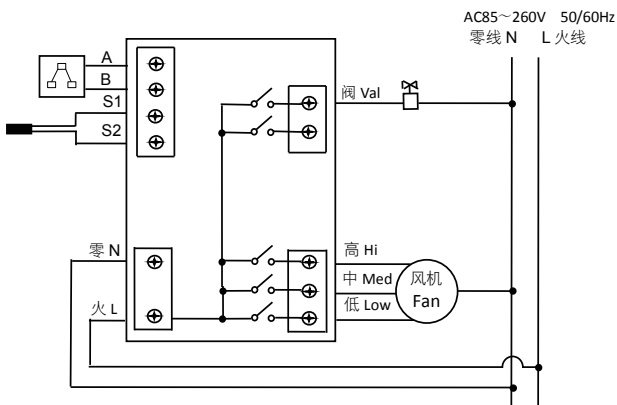 AC85～260V 50/60Hz
零线 N L 火线
A
B
S1
S2
阀 Val
零 N
火 L
高 Hi
中 Med
低 Low
风机
Fan